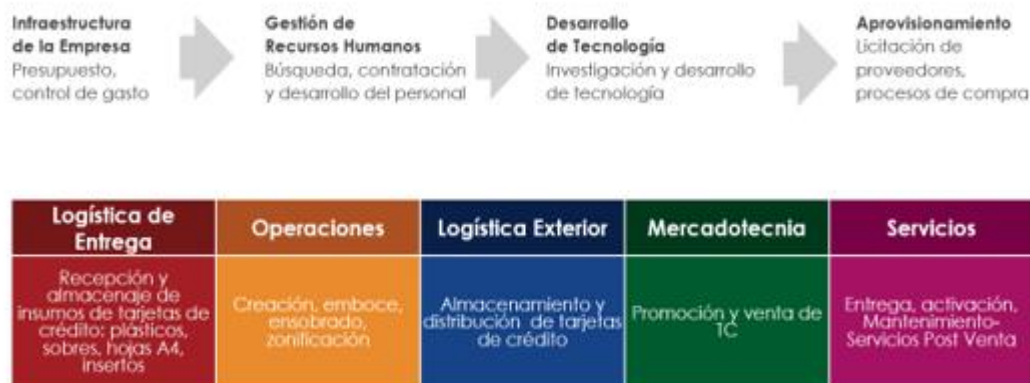 Infraestructura
de la Empresa
Presupuesto,
control de gasto
Gestión de
Recursos Humanos
Búsqueda, contratación
y desarrollo del personal
Desarrollo
de Tecnología
Investigación y desarrollo
de tecnología
Aprovisionamiento
Licitación de
proveedores,
procesos de compra
Logística de
Entrega
Operaciones
Logística Exterior
Mercadotecnia
Servicios
Recepción y
almacenaje de
insumos de tarjetas de
crédito: plásticos,
sobres, hojas A4,
insertos
Creación, emboce,
ensobrado,
zonificación
Almacenamiento y
distribución de tarjetas
de crédito
Promoción y venta de
TC
Entrega, activación,
Mantenimiento-
Servicios Post Venta